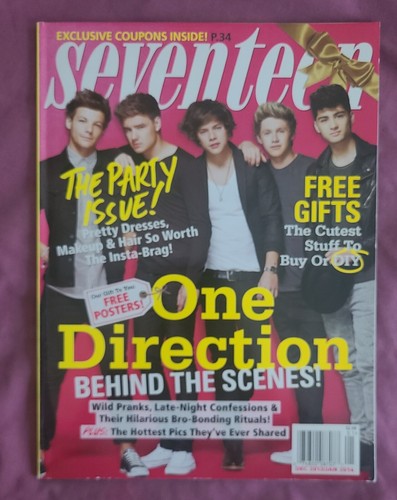 EXCLUSIVE COUPONS INSIDE! P.34
seventeen
THE PARTY
ISSUE!
Pretty Dresses,
Makeup & Hair So Worth
The Insta-Brag!
FREE
GIFTS
The Cutest
Stuff To
Buy Or DIY
Our Gift To You:
FREE
POSTERS!
One
Direction
BEHIND THE SCENES!
Wild Pranks, Late-Night Confessions &
Their Hilarious Bro-Bonding Rituals!
PLUS: The Hottest Pics They've Ever Shared